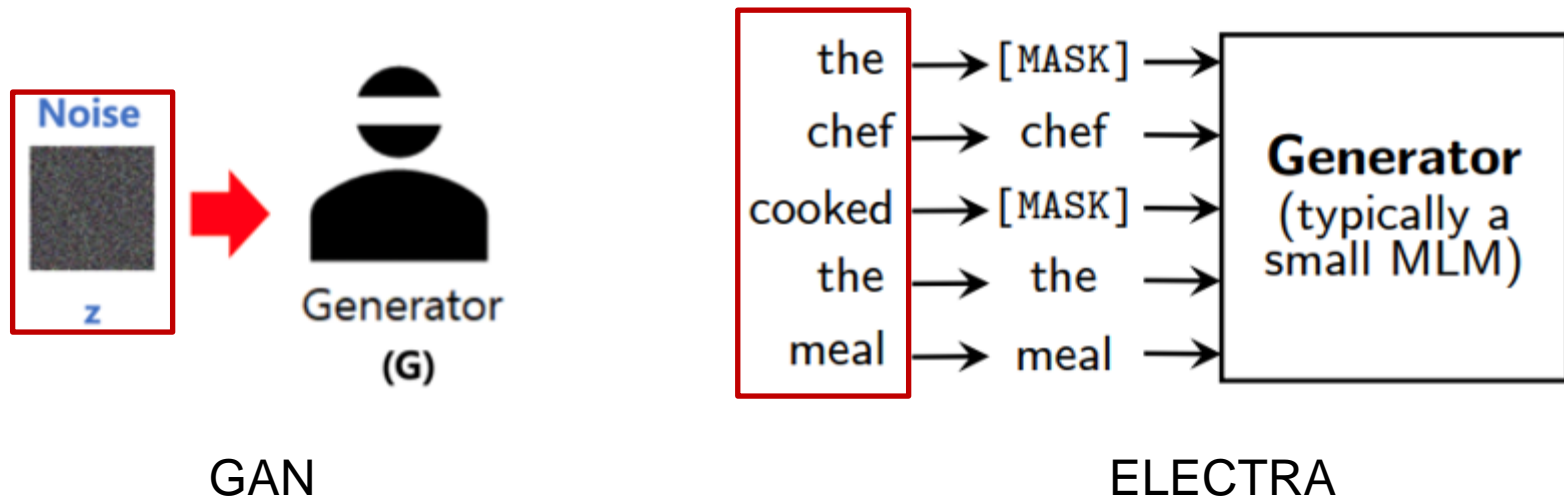 Noise
z
Generator
(G)
GAN
the [MASK]
chef chef
cooked [MASK]
the the
meal meal
Generator
(typically a
small MLM)
ELECTRA